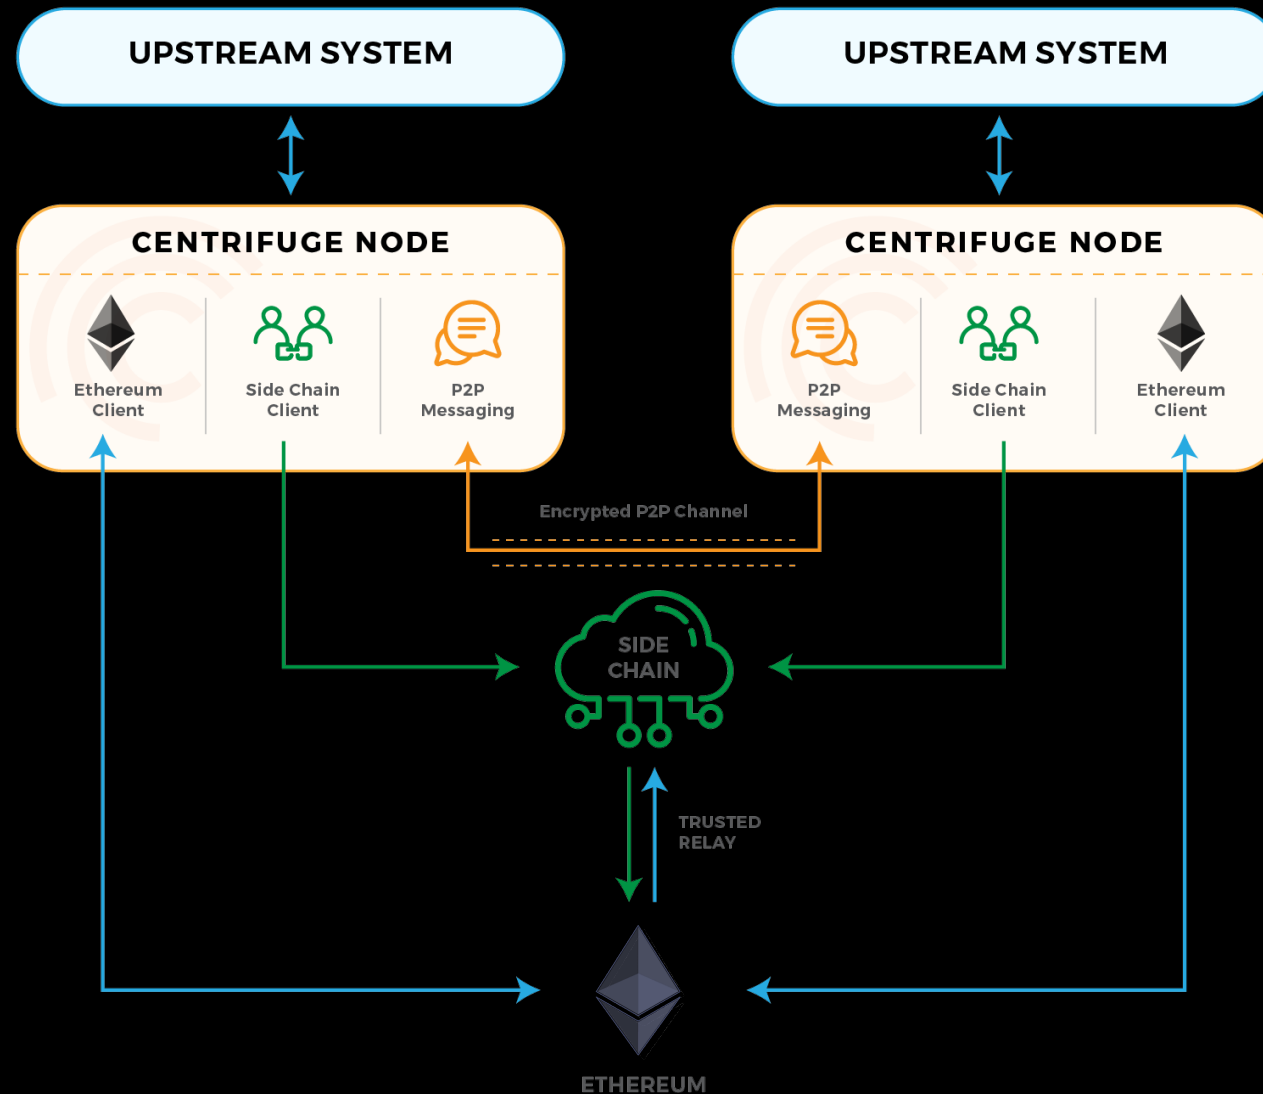 UPSTREAM SYSTEM
UPSTREAM SYSTEM
CENTRIFUGE NODE
CENTRIFUGE NODE
Ethereum
Client
Side Chain
Client
P2P
Messaging
P2P
Messaging
Side Chain
Client
Ethereum
Client
Encrypted P2P Channel
SIDE
CHAIN
TRUSTED
RELAY
ETHEREUM